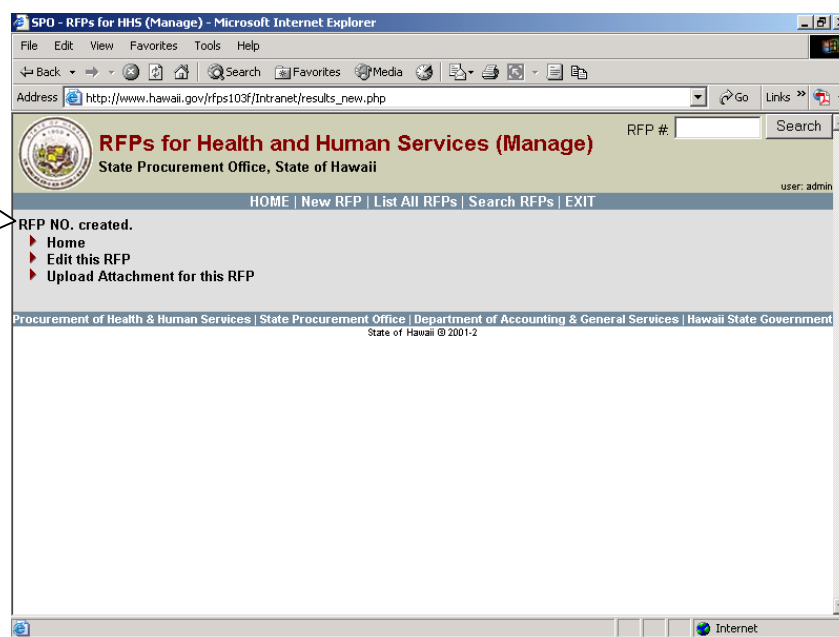 SPO - RFPs for HHS (Manage) - Microsoft Internet Explorer
File Edit View Favorites Tools Help
Back Search Favorites Media
Address http://www.hawaii.gov/rfps103f/Intranet/results_new.php Go Links »
RFP #: Search
RFPs for Health and Human Services (Manage)
State Procurement Office, State of Hawaii
user: admin
HOME | New RFP | List All RFPs | Search RFPs | EXIT
RFP NO. created.
Home
Edit this RFP
Upload Attachment for this RFP
Procurement of Health & Human Services | State Procurement Office | Department of Accounting & General Services | Hawaii State Government
State of Hawaii © 2001-2
Internet